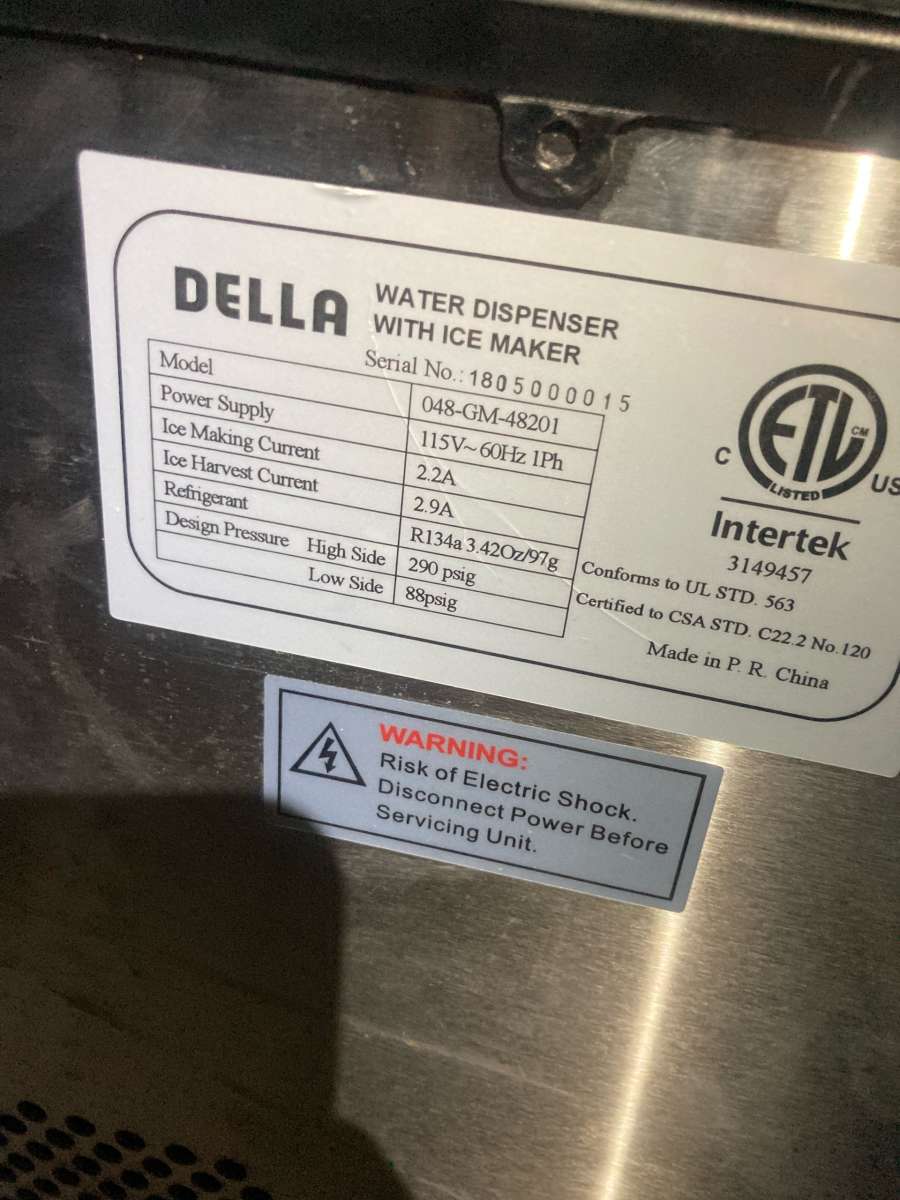 DELLA
WATER DISPENSER
WITH ICE MAKER
Serial No.: 1805000015
Model 048-GM-48201
Power Supply 115V~60Hz 1Ph
Ice Making Current 2.2A
Ice Harvest Current 2.9A
Refrigerant R134a 3.42Oz/97g
Design Pressure High Side 290 psig
Low Side 88psig
C ETL CM US
LISTED
Intertek
3149457
Conforms to UL STD. 563
Certified to CSA STD. C22.2 No.120
Made in P. R. China
WARNING:
Risk of Electric Shock.
Disconnect Power Before
Servicing Unit.